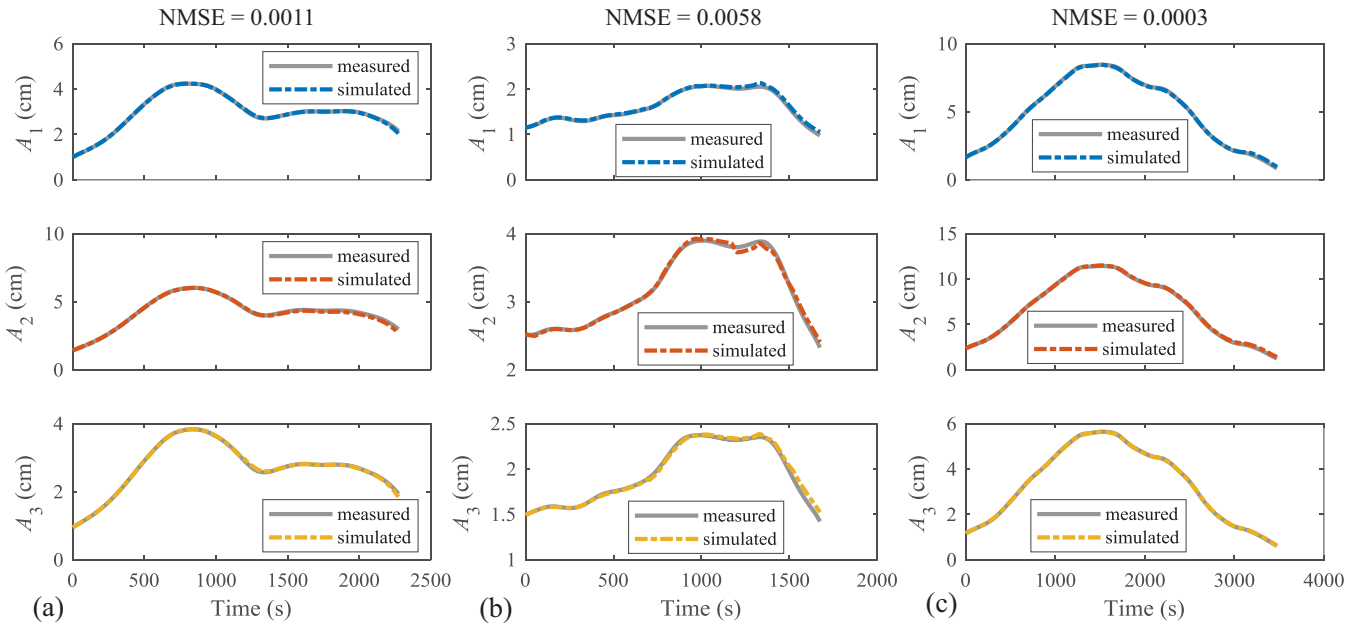 NMSE = 0.0011
6
4
2
0
A1 (cm)
measured
simulated
10
5
0
A2 (cm)
measured
simulated
4
2
0
A3 (cm)
measured
simulated
0 500 1000 1500 2000 2500
(a) Time (s)
NMSE = 0.0058
3
2
1
0
A1 (cm)
measured
simulated
4
3
2
A2 (cm)
measured
simulated
2.5
2
1.5
1
A3 (cm)
measured
simulated
0 500 1000 1500 2000
(b) Time (s)
NMSE = 0.0003
10
5
0
A1 (cm)
measured
simulated
15
10
5
0
A2 (cm)
measured
simulated
6
4
2
0
A3 (cm)
measured
simulated
0 1000 2000 3000 4000
(c) Time (s)